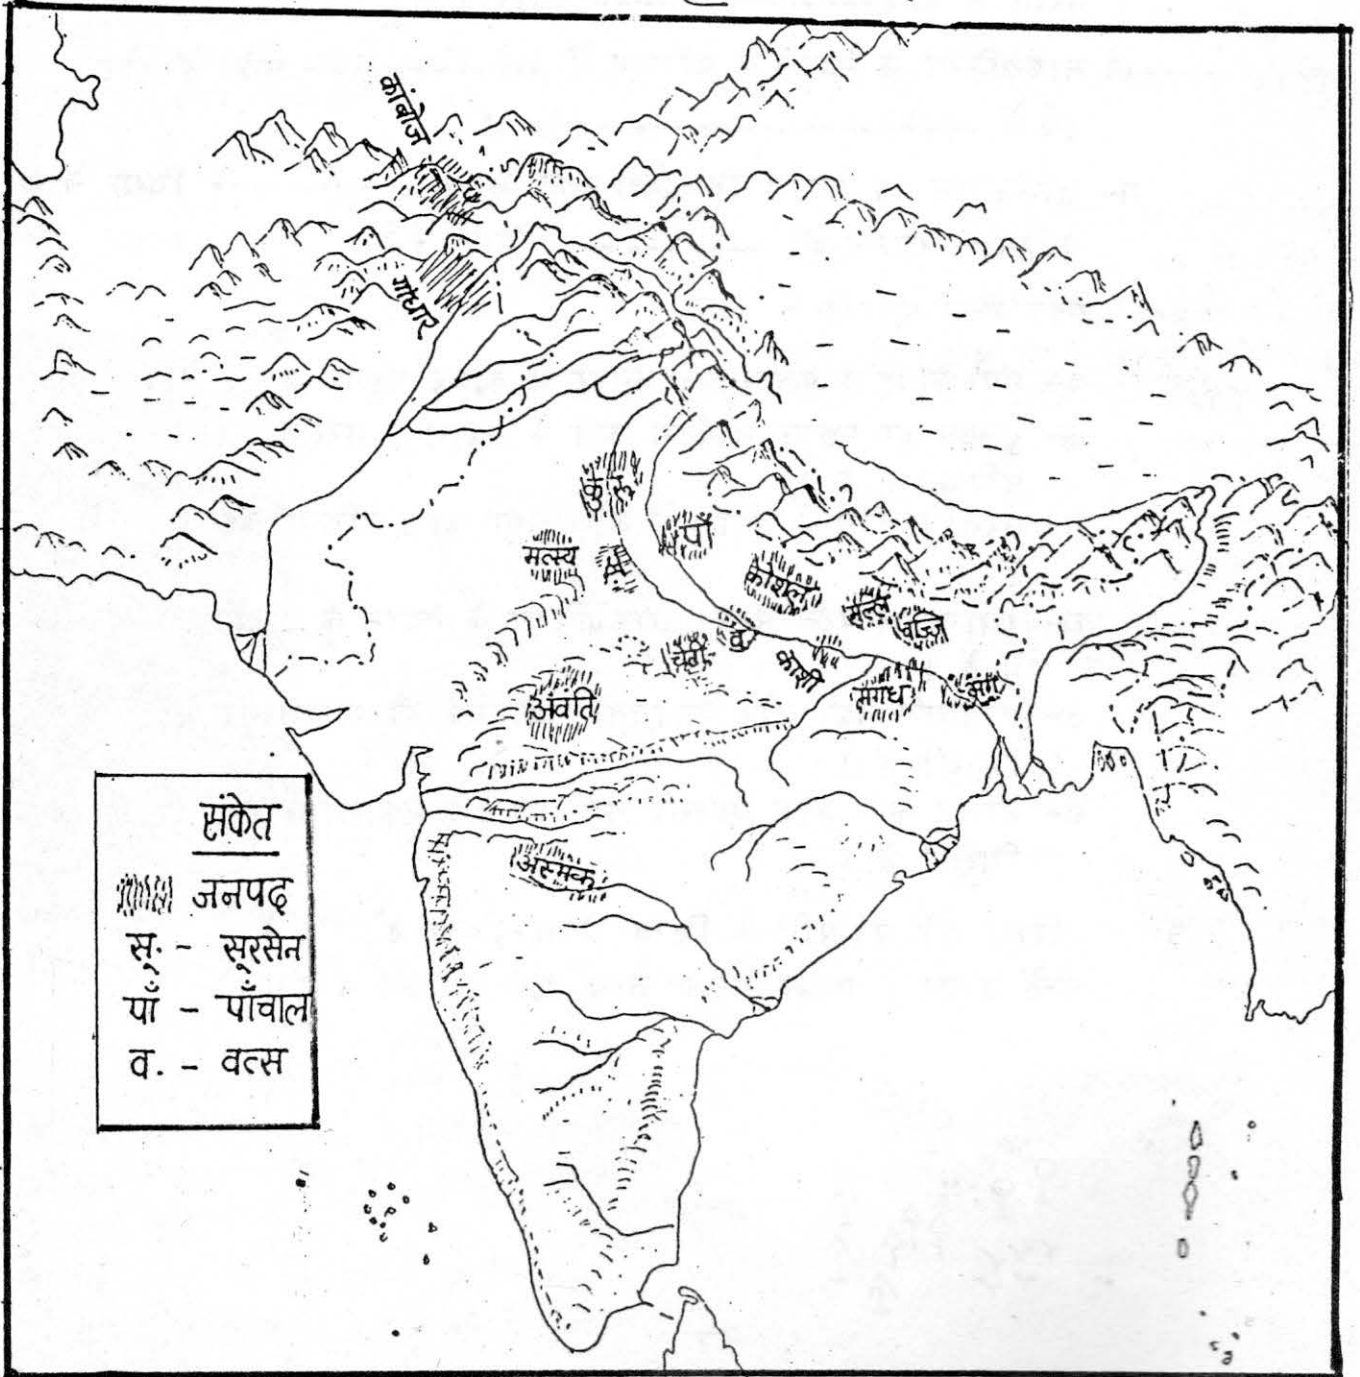 कांबोज
गांधार
कुरु
मत्स्य
सू.
पाँ
कोशल
मल्ल
वज्जि
चेदी
व.
काशी
मगध
अंग
अवंति
अस्मक
संकेत
जनपद
सू. - सूरसेन
पाँ - पाँचाल
व. - वत्स